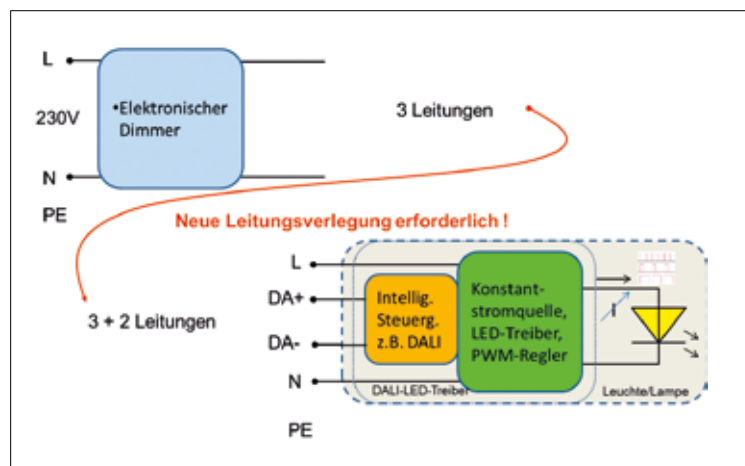 L
230V
N
PE
•Elektronischer
Dimmer
3 Leitungen
Neue Leitungsverlegung erforderlich !
3 + 2 Leitungen
L
DA+
DA-
N
PE
Intellig.
Steuerg.
z.B. DALI
Konstant-
stromquelle,
LED-Treiber,
PWM-Regler
I
DALI-LED-Treiber
Leuchte/Lampe